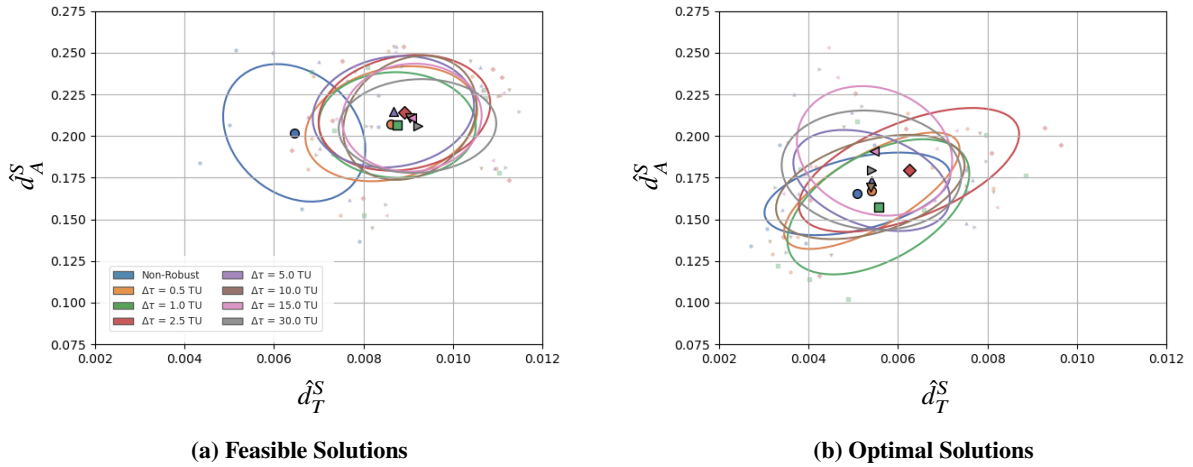 0.275
0.250
0.225
0.200
0.175
0.150
0.125
0.100
0.075
0.002
0.004
0.006
0.008
0.010
0.012
d̂_A^S
d̂_T^S
Non-Robust
Δτ = 0.5 TU
Δτ = 1.0 TU
Δτ = 2.5 TU
Δτ = 5.0 TU
Δτ = 10.0 TU
Δτ = 15.0 TU
Δτ = 30.0 TU
(a) Feasible Solutions
0.275
0.250
0.225
0.200
0.175
0.150
0.125
0.100
0.075
0.002
0.004
0.006
0.008
0.010
0.012
d̂_A^S
d̂_T^S
(b) Optimal Solutions